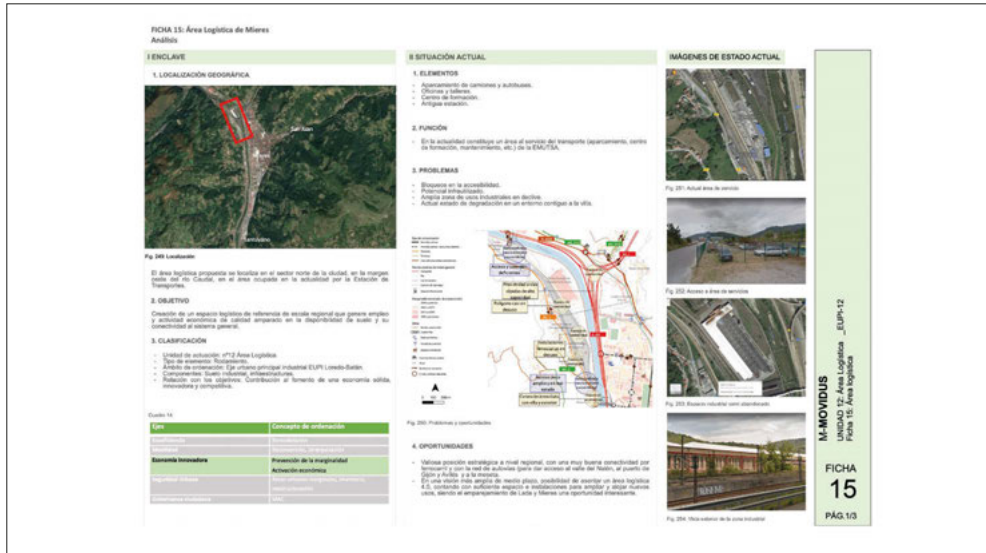 FICHA 15: Área Logística de Mieres
Análisis
I ENCLAVE
1. LOCALIZACIÓN GEOGRÁFICA
San Juan
Fig. 249: Localización
El área logística propuesta se localiza en el sector norte de la ciudad, en la margen
oeste del río Caudal, en el área ocupada en la actualidad por la Estación de
Transportes.
2. OBJETIVO
Creación de un espacio logístico de referencia de escala regional que genere empleo
y actividad económica de calidad amparado en la disponibilidad de suelo y su
conectividad al sistema general.
3. CLASIFICACIÓN
- Unidad de actuación: nº12 Área Logística.
- Tipo de elemento: Rodamiento.
- Ámbito de ordenación: Eje urbano principal industrial EUPI Loredo-Baiña.
- Componentes: Suelo industrial, infraestructuras.
- Relación con los objetivos: Contribución al fomento de una economía sólida,
innovadora y competitiva.
Cuadro 14
Ejes
Concepto de ordenación
Economía innovadora
Prevención de la marginalidad
Activación económica
II SITUACIÓN ACTUAL
1. ELEMENTOS
- Aparcamiento de camiones y autobuses.
- Oficinas y talleres.
- Centro de formación.
- Antigua estación.
2. FUNCIÓN
- En la actualidad constituye un área al servicio del transporte (aparcamiento, centro
de formación, mantenimiento, etc.) de la EMUTSA.
3. PROBLEMAS
- Bloqueos en la accesibilidad.
- Potencial infrautilizado.
- Amplia zona de usos industriales en declive.
- Actual estado de degradación en un entorno contiguo a la villa.
Fig. 250: Problemas y oportunidades
4. OPORTUNIDADES
- Valiosa posición estratégica a nivel regional, con una muy buena conectividad por
ferrocarril y con la red de autovías (para dar acceso al valle del Nalón, al puerto de
Gijón y Avilés y a la meseta.
- En una visión más amplia de medio plazo, posibilidad de asentar un área logística
4.0, contando con suficiente espacio e instalaciones para ampliar y alojar nuevos
usos, siendo el emparejamiento de Lada y Mieres una oportunidad interesante.
IMÁGENES DE ESTADO ACTUAL
Fig. 251: Actual área de servicio
Fig. 252: Acceso a área de servicios
Fig. 253: Espacio industrial semi abandonado
Fig. 254: Vista exterior de la zona industrial
M-MOVIDUS
UNIDAD 12: Área Logística _EUPI-12
Ficha 15: Área logística
FICHA
15
PÁG.1/3